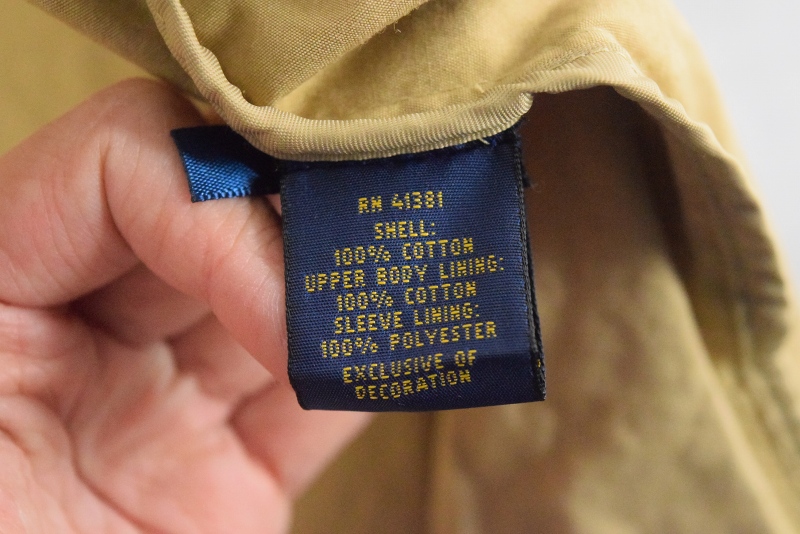 RN 41381
SHELL:
100% COTTON
UPPER BODY LINING:
100% COTTON
SLEEVE LINING:
100% POLYESTER
EXCLUSIVE OF
DECORATION